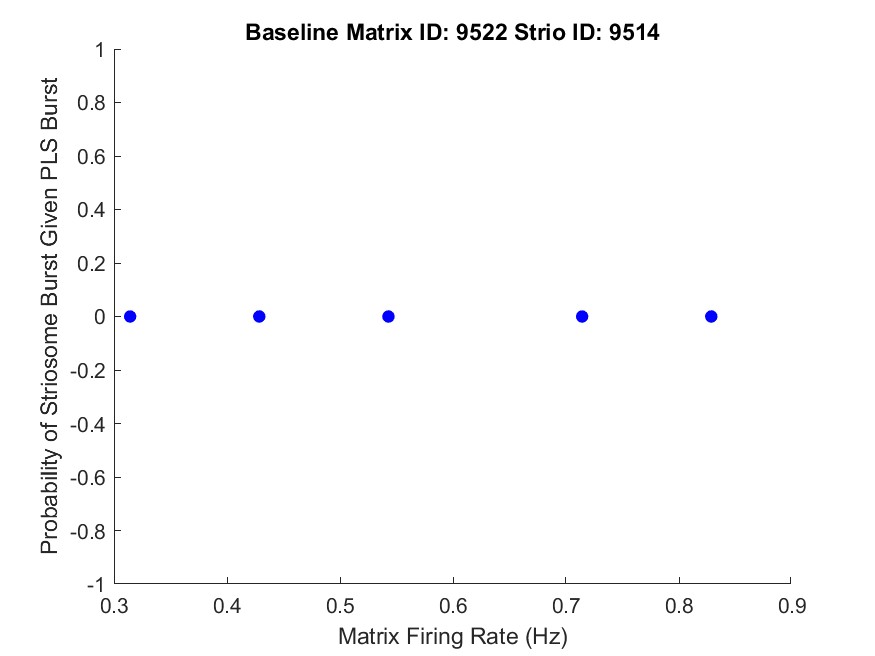 Baseline Matrix ID: 9522 Strio ID: 9514
Probability of Striosome Burst Given PLS Burst
1
0.8
0.6
0.4
0.2
0
-0.2
-0.4
-0.6
-0.8
-1
0.3 0.4 0.5 0.6 0.7 0.8 0.9
Matrix Firing Rate (Hz)